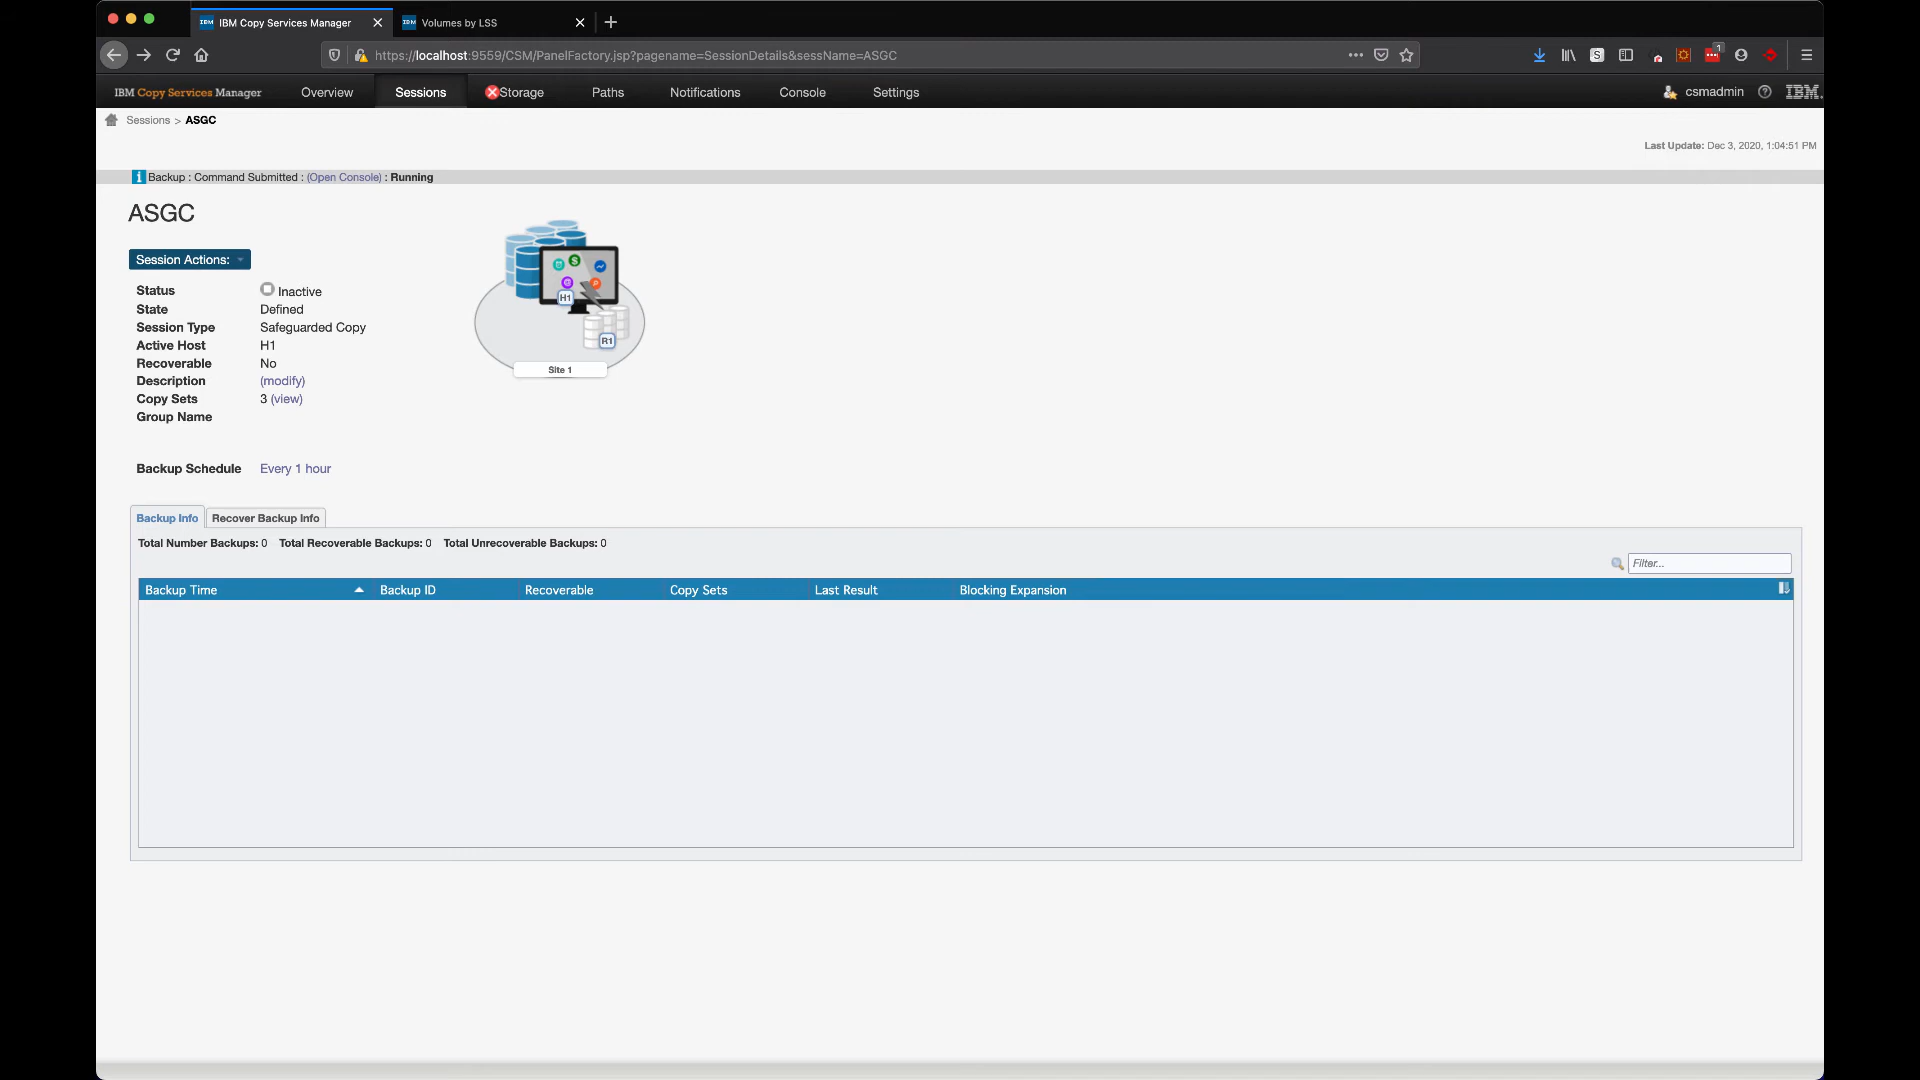 IBM Copy Services Manager
Volumes by LSS
https://localhost:9559/CSM/PanelFactory.jsp?pagename=SessionDetails&sessName=ASGC
1
IBM Copy Services Manager Overview Sessions Storage Paths Notifications Console Settings csmadmin IBM.
Sessions > ASGC
Last Update: Dec 3, 2020, 1:04:51 PM
Backup : Command Submitted : (Open Console) : Running
ASGC
Session Actions:
Status Inactive
State Defined
Session Type Safeguarded Copy
Active Host H1
Recoverable No
Description (modify)
Copy Sets 3 (view)
Group Name
H1
R1
Site 1
Backup Schedule Every 1 hour
Backup Info Recover Backup Info
Total Number Backups: 0 Total Recoverable Backups: 0 Total Unrecoverable Backups: 0
Filter...
Backup Time Backup ID Recoverable Copy Sets Last Result Blocking Expansion